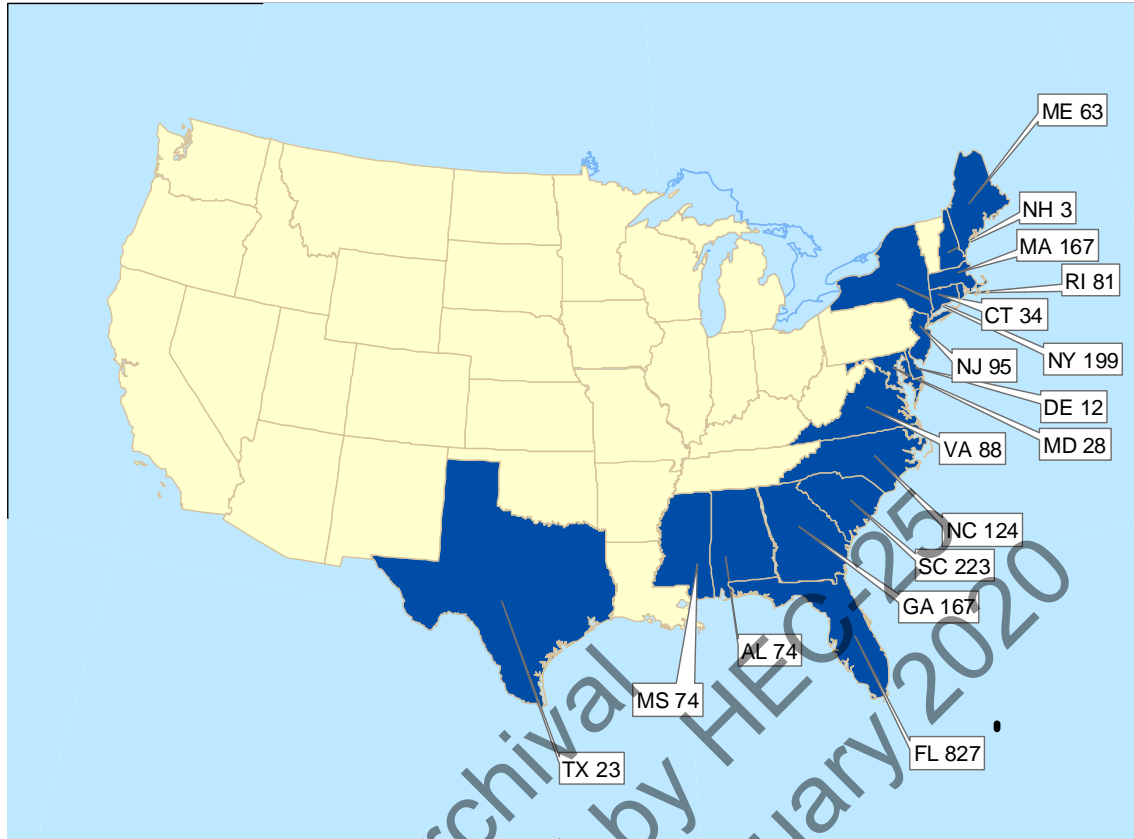 ME 63
NH 3
MA 167
RI 81
CT 34
NY 199
NJ 95
DE 12
MD 28
VA 88
NC 124
SC 223
GA 167
AL 74
MS 74
FL 827
TX 23
by HEC-25
2020